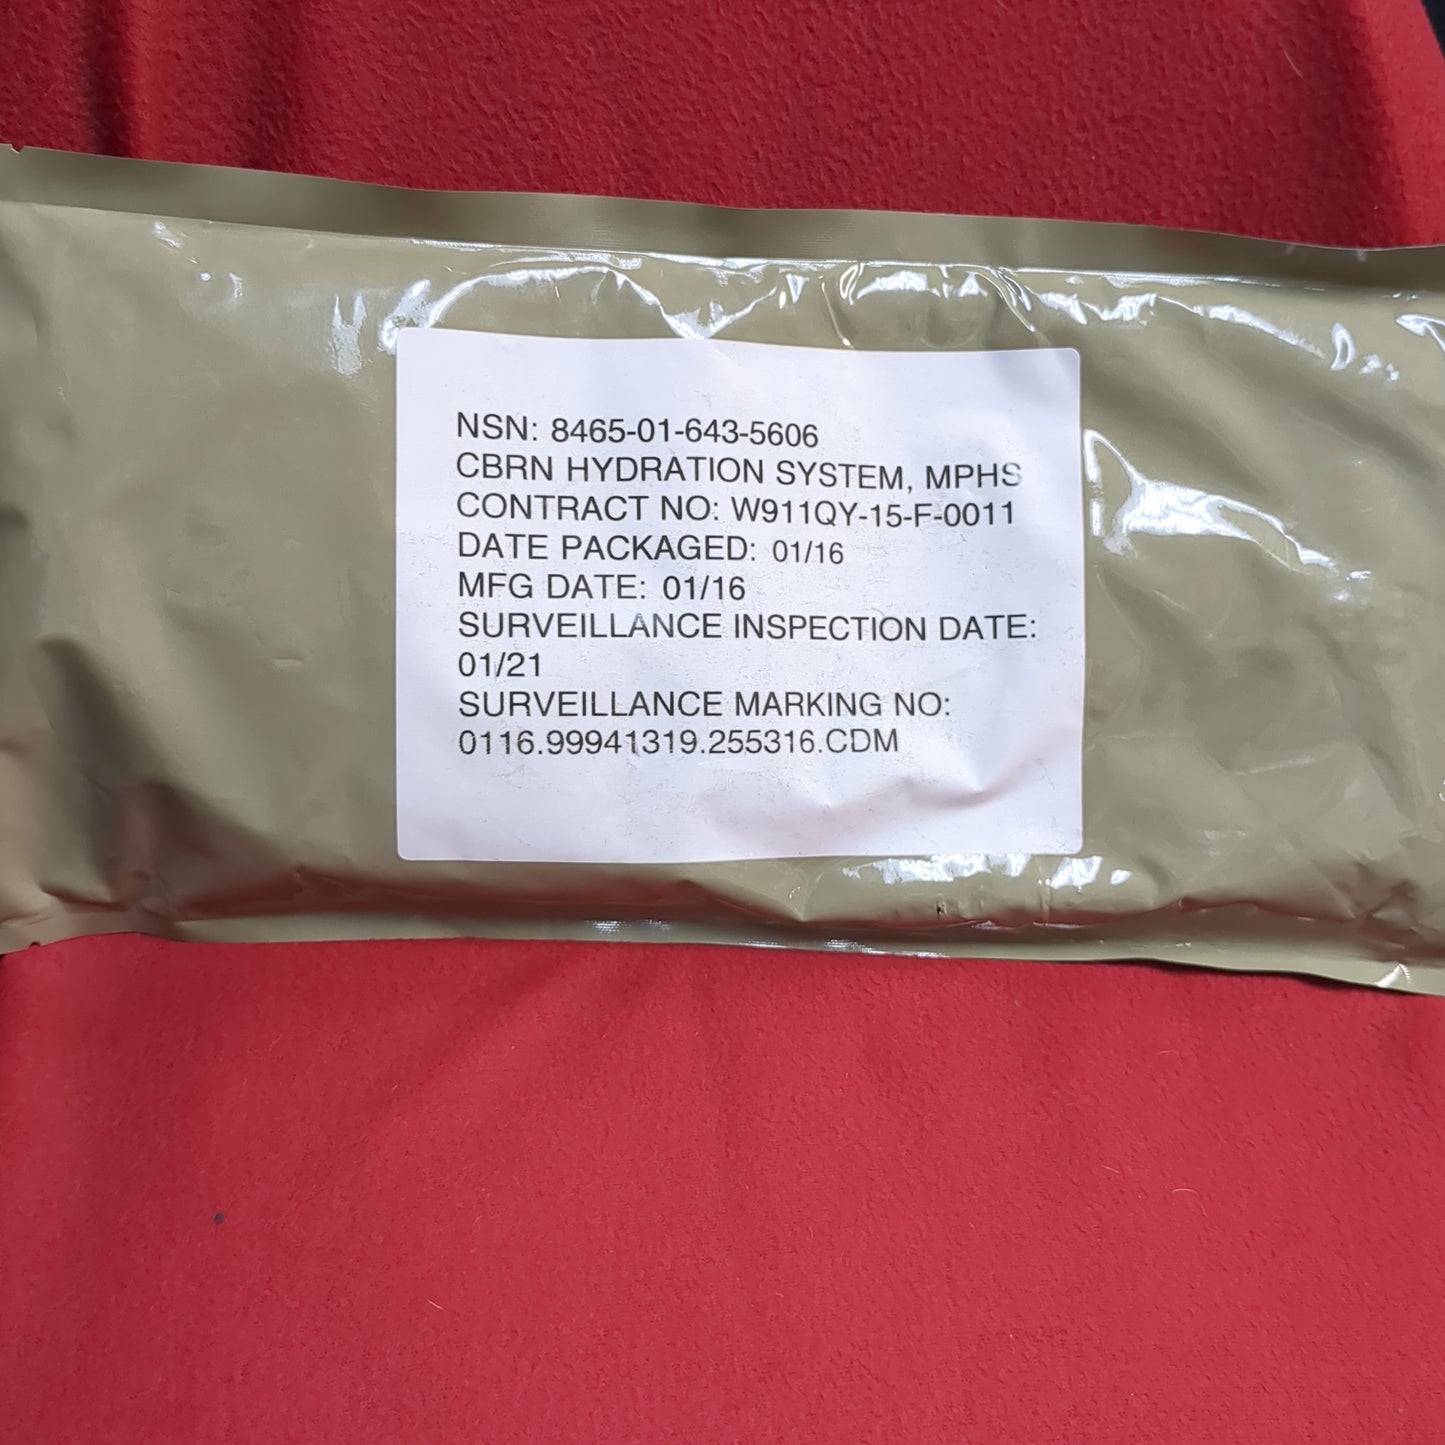 NSN: 8465-01-643-5606
CBRN HYDRATION SYSTEM, MPHS
CONTRACT NO: W911QY-15-F-0011
DATE PACKAGED: 01/16
MFG DATE: 01/16
SURVEILLANCE INSPECTION DATE:
01/21
SURVEILLANCE MARKING NO:
0116.99941319.255316.CDM